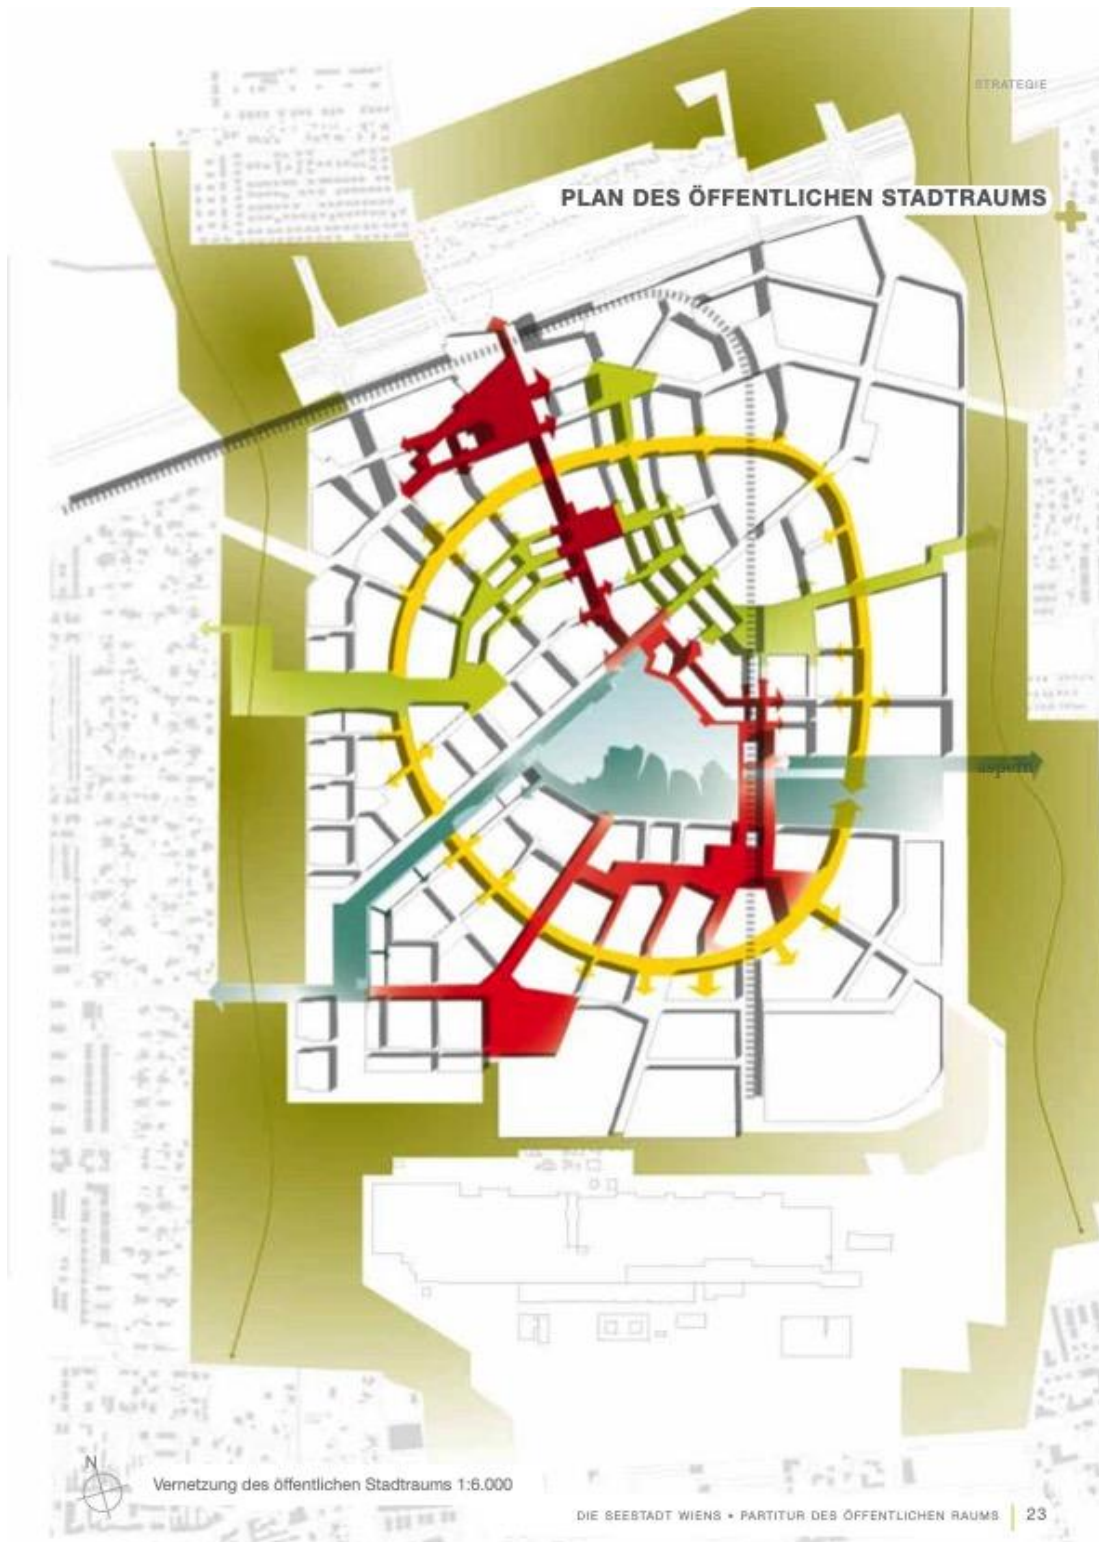 STRATEGIE
PLAN DES ÖFFENTLICHEN STADTRAUMS
aspern
N
Vernetzung des öffentlichen Stadtraums 1:6.000
DIE SEESTADT WIENS • PARTITUR DES ÖFFENTLICHEN RAUMS | 23